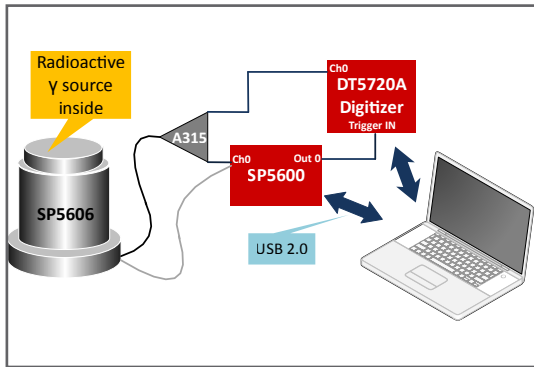 Radioactive
γ source
inside
SP5606
A315
Ch0
DT5720A
Digitizer
Trigger IN
Ch0
Out 0
SP5600
USB 2.0